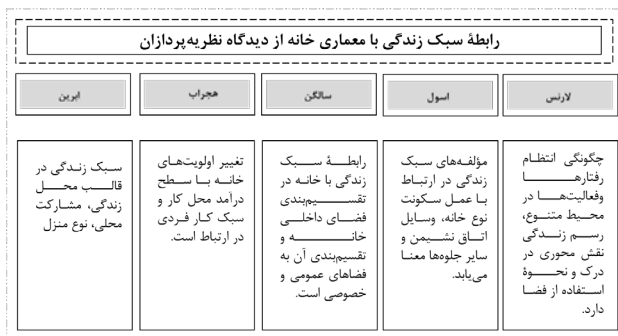 رابطهٔ سبک زندگی با معماری خانه از دیدگاه نظریه‌پردازان
لارنس
اسول
سالگن
هجراب
ابرین
چگونگی انتظام
رفتارها
وفعالیت‌ها در
محیط متنوع،
رسم زندگی
نقش محوری در
درک و نحوهٔ
استفاده از فضا
دارد.
مؤلفه‌های سبک
زندگی در ارتباط
با عمل سکونت
نوع خانه، وسایل
اتاق نشیمن و
سایر جلوه‌ها معنا
می‌یابد.
رابطهٔ سبک
زندگی با خانه در
تقسیم‌بندی
فضای داخلی
خانه و
تقسیم‌بندی آن به
فضاهای عمومی و
خصوصی است.
تغییر اولویت‌های
خانه با سطح
درآمد محل کار و
سبک کار فردی
در ارتباط است.
سبک زندگی در
قالب محل
زندگی، مشارکت
محلی، نوع منزل